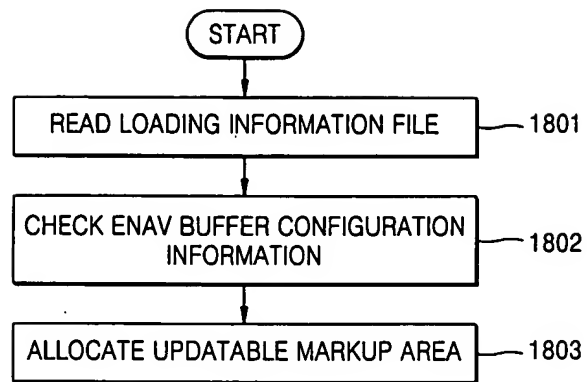 START
READ LOADING INFORMATION FILE
1801
CHECK ENAV BUFFER CONFIGURATION
INFORMATION
1802
ALLOCATE UPDATABLE MARKUP AREA
1803